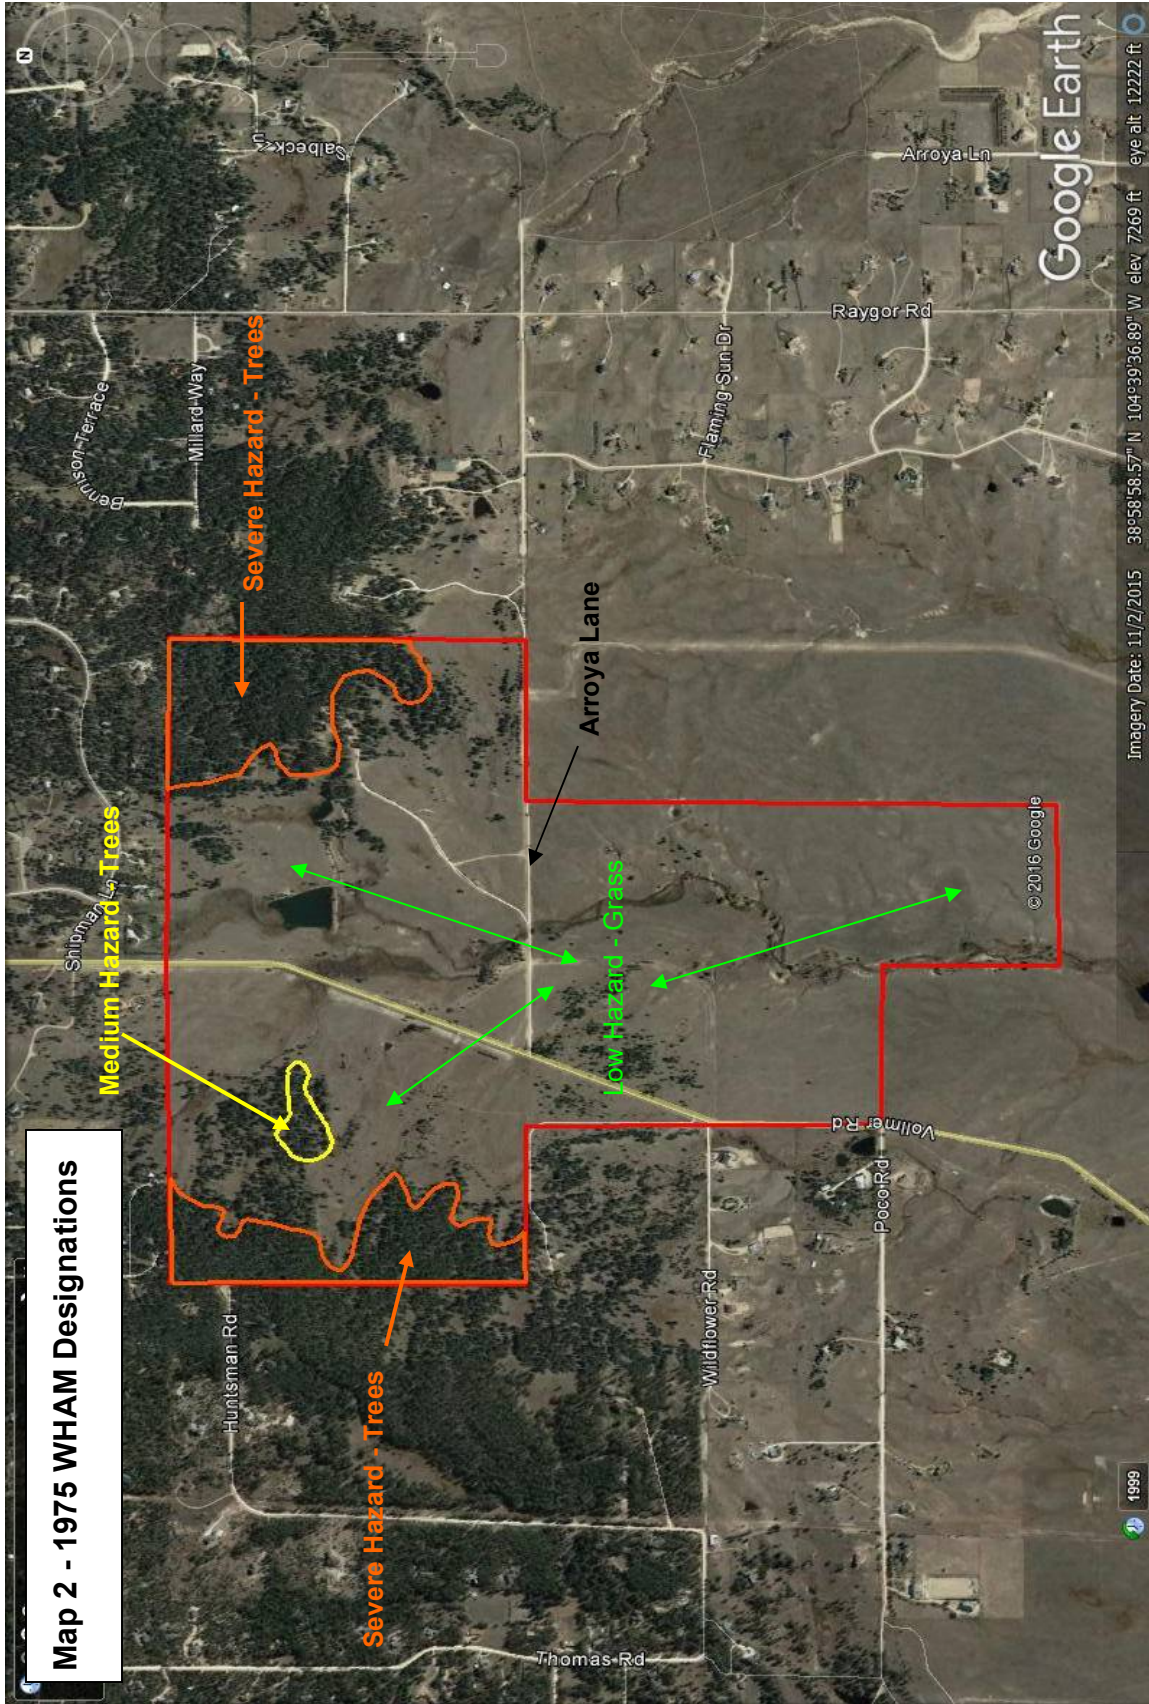 Map 2 - 1975 WHAM Designations
N
Salbeck Ln
Bennison Terrace
Millard Way
Severe Hazard - Trees
Shipman Ln
Medium Hazard - Trees
Huntsman Rd
Severe Hazard - Trees
Thomas Rd
Arroya Lane
Low Hazard - Grass
Wildflower Rd
Vollmer Rd
Poco Rd
Flaming Sun Dr
Raygor Rd
Arroya Ln
© 2016 Google
Google Earth
1999
Imagery Date: 11/2/2015 38°58'58.57" N 104°39'36.89" W elev 7269 ft eye alt 12222 ft